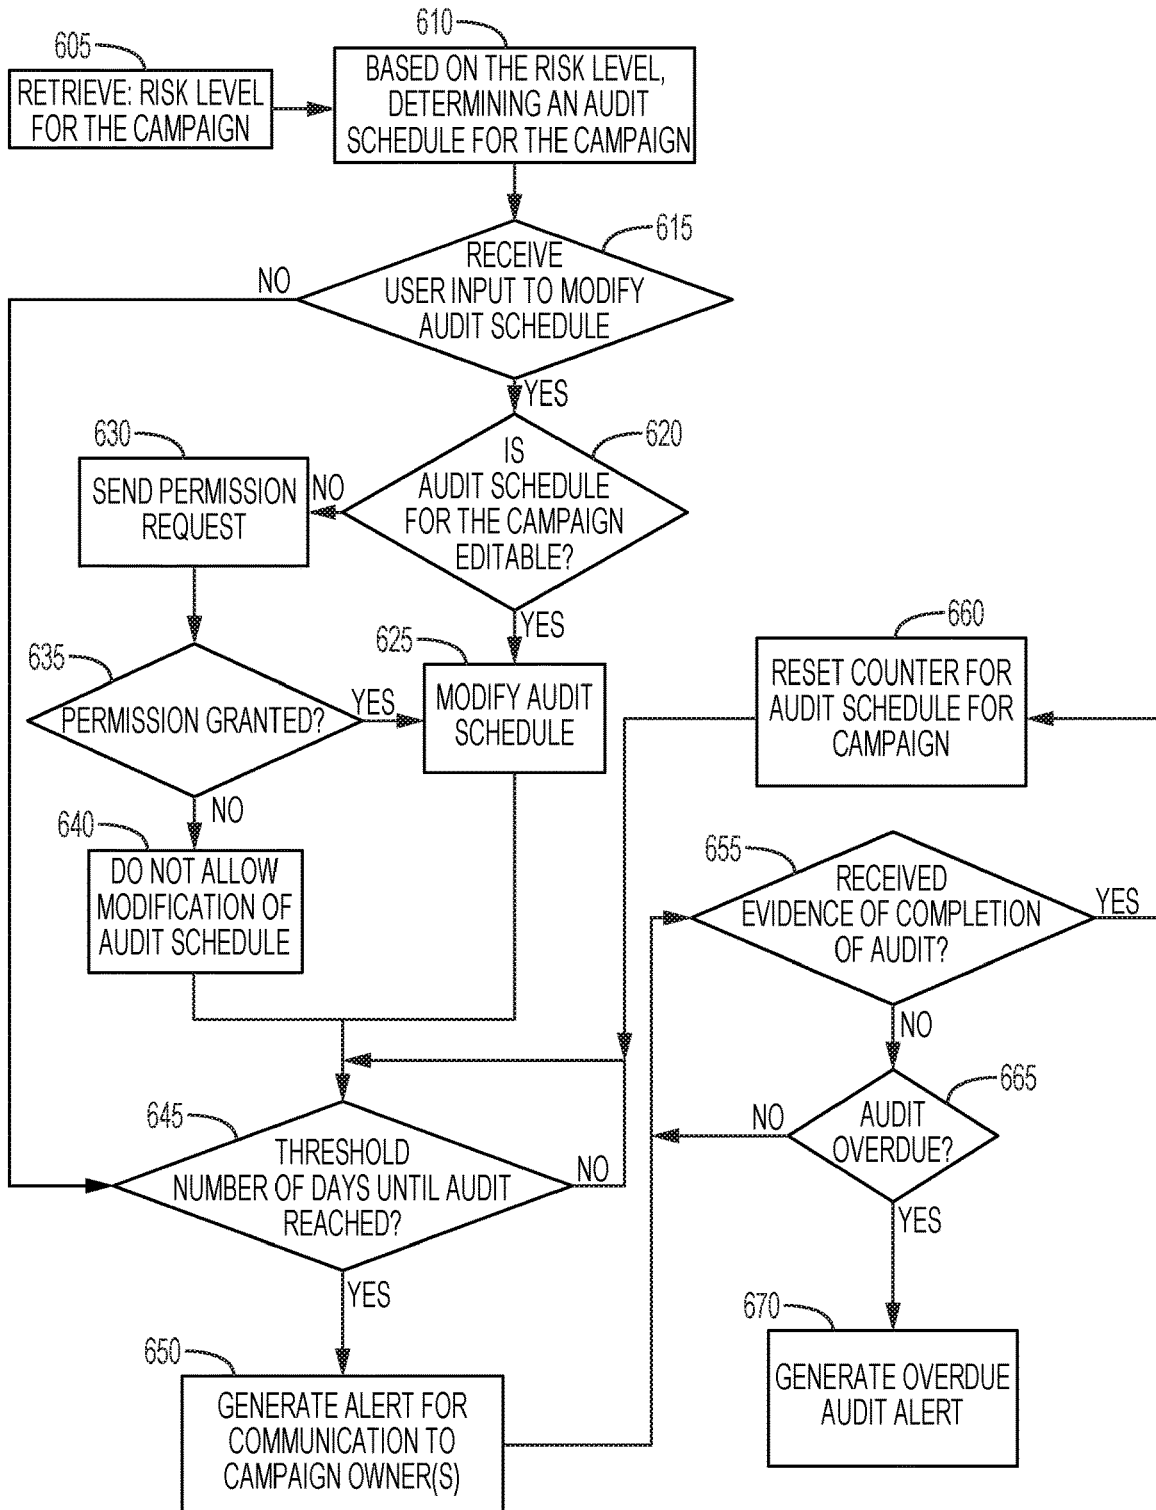 605
RETRIEVE: RISK LEVEL
FOR THE CAMPAIGN
610
BASED ON THE RISK LEVEL,
DETERMINING AN AUDIT
SCHEDULE FOR THE CAMPAIGN
615
RECEIVE
USER INPUT TO MODIFY
AUDIT SCHEDULE
NO
YES
620
IS
AUDIT SCHEDULE
FOR THE CAMPAIGN
EDITABLE?
NO
YES
630
SEND PERMISSION
REQUEST
635
PERMISSION GRANTED?
YES
NO
625
MODIFY AUDIT
SCHEDULE
640
DO NOT ALLOW
MODIFICATION OF
AUDIT SCHEDULE
645
THRESHOLD
NUMBER OF DAYS UNTIL AUDIT
REACHED?
NO
YES
650
GENERATE ALERT FOR
COMMUNICATION TO
CAMPAIGN OWNER(S)
660
RESET COUNTER FOR
AUDIT SCHEDULE FOR
CAMPAIGN
655
RECEIVED
EVIDENCE OF COMPLETION
OF AUDIT?
YES
NO
665
AUDIT
OVERDUE?
NO
YES
670
GENERATE OVERDUE
AUDIT ALERT